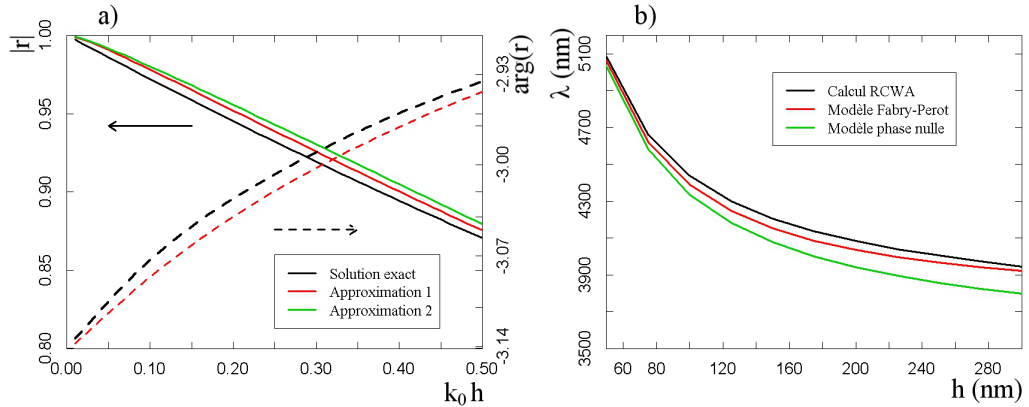 a)
|r|
1.00
0.95
0.90
0.85
0.80
0.00
0.10
0.20
0.30
0.40
0.50
k0 h
arg(r)
-2.93
-3.00
-3.07
-3.14
Solution exact
Approximation 1
Approximation 2
b)
λ (nm)
5100
4700
4300
3900
3500
60
80
120
160
200
240
280
h (nm)
Calcul RCWA
Modèle Fabry-Perot
Modèle phase nulle